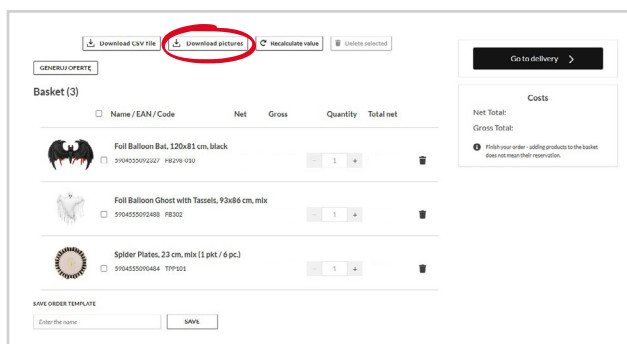 Download CSV file Download pictures Recalculate value Delete selected
GENERUJ OFERTĘ
Go to delivery
Basket (3)
Name / EAN / Code Net Gross Quantity Total net
Costs
Net Total:
Gross Total:
Finish your order - adding products to the basket
does not mean their reservation.
Foil Balloon Bat, 120x81 cm, black
5904555092327 FB298-010
- 1 +
Foil Balloon Ghost with Tassels, 93x86 cm, mix
5904555092488 FB302
- 1 +
Spider Plates, 23 cm, mix (1 pkt / 6 pc.)
5904555090484 TPP101
- 1 +
SAVE ORDER TEMPLATE
Enter the name SAVE